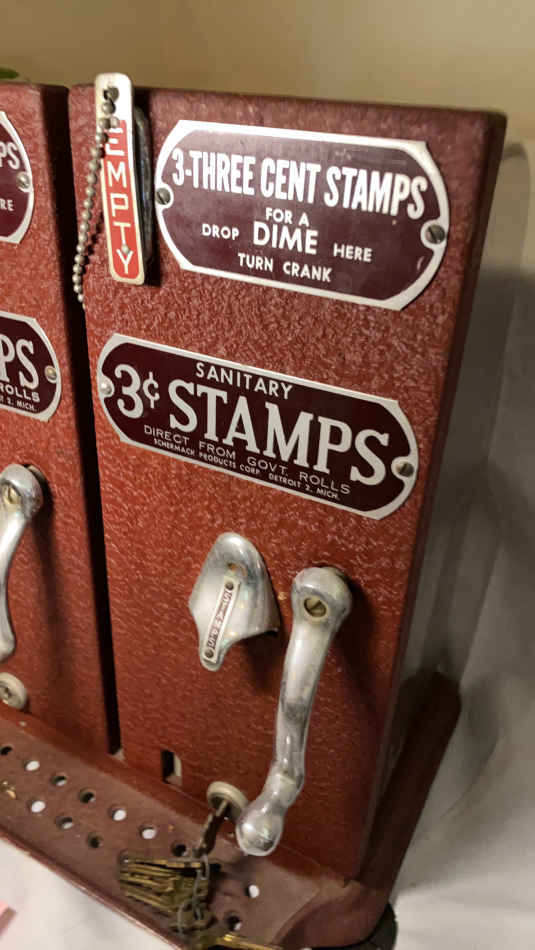 EMPTY
3-THREE CENT STAMPS
FOR A
DROP DIME HERE
TURN CRANK
PS
RE
SANITARY
3¢ STAMPS
DIRECT FROM GOVT. ROLLS
SCHERMACK PRODUCTS CORP. DETROIT 2, MICH.
PS
ROLLS
T 2, MICH.
STAMPS